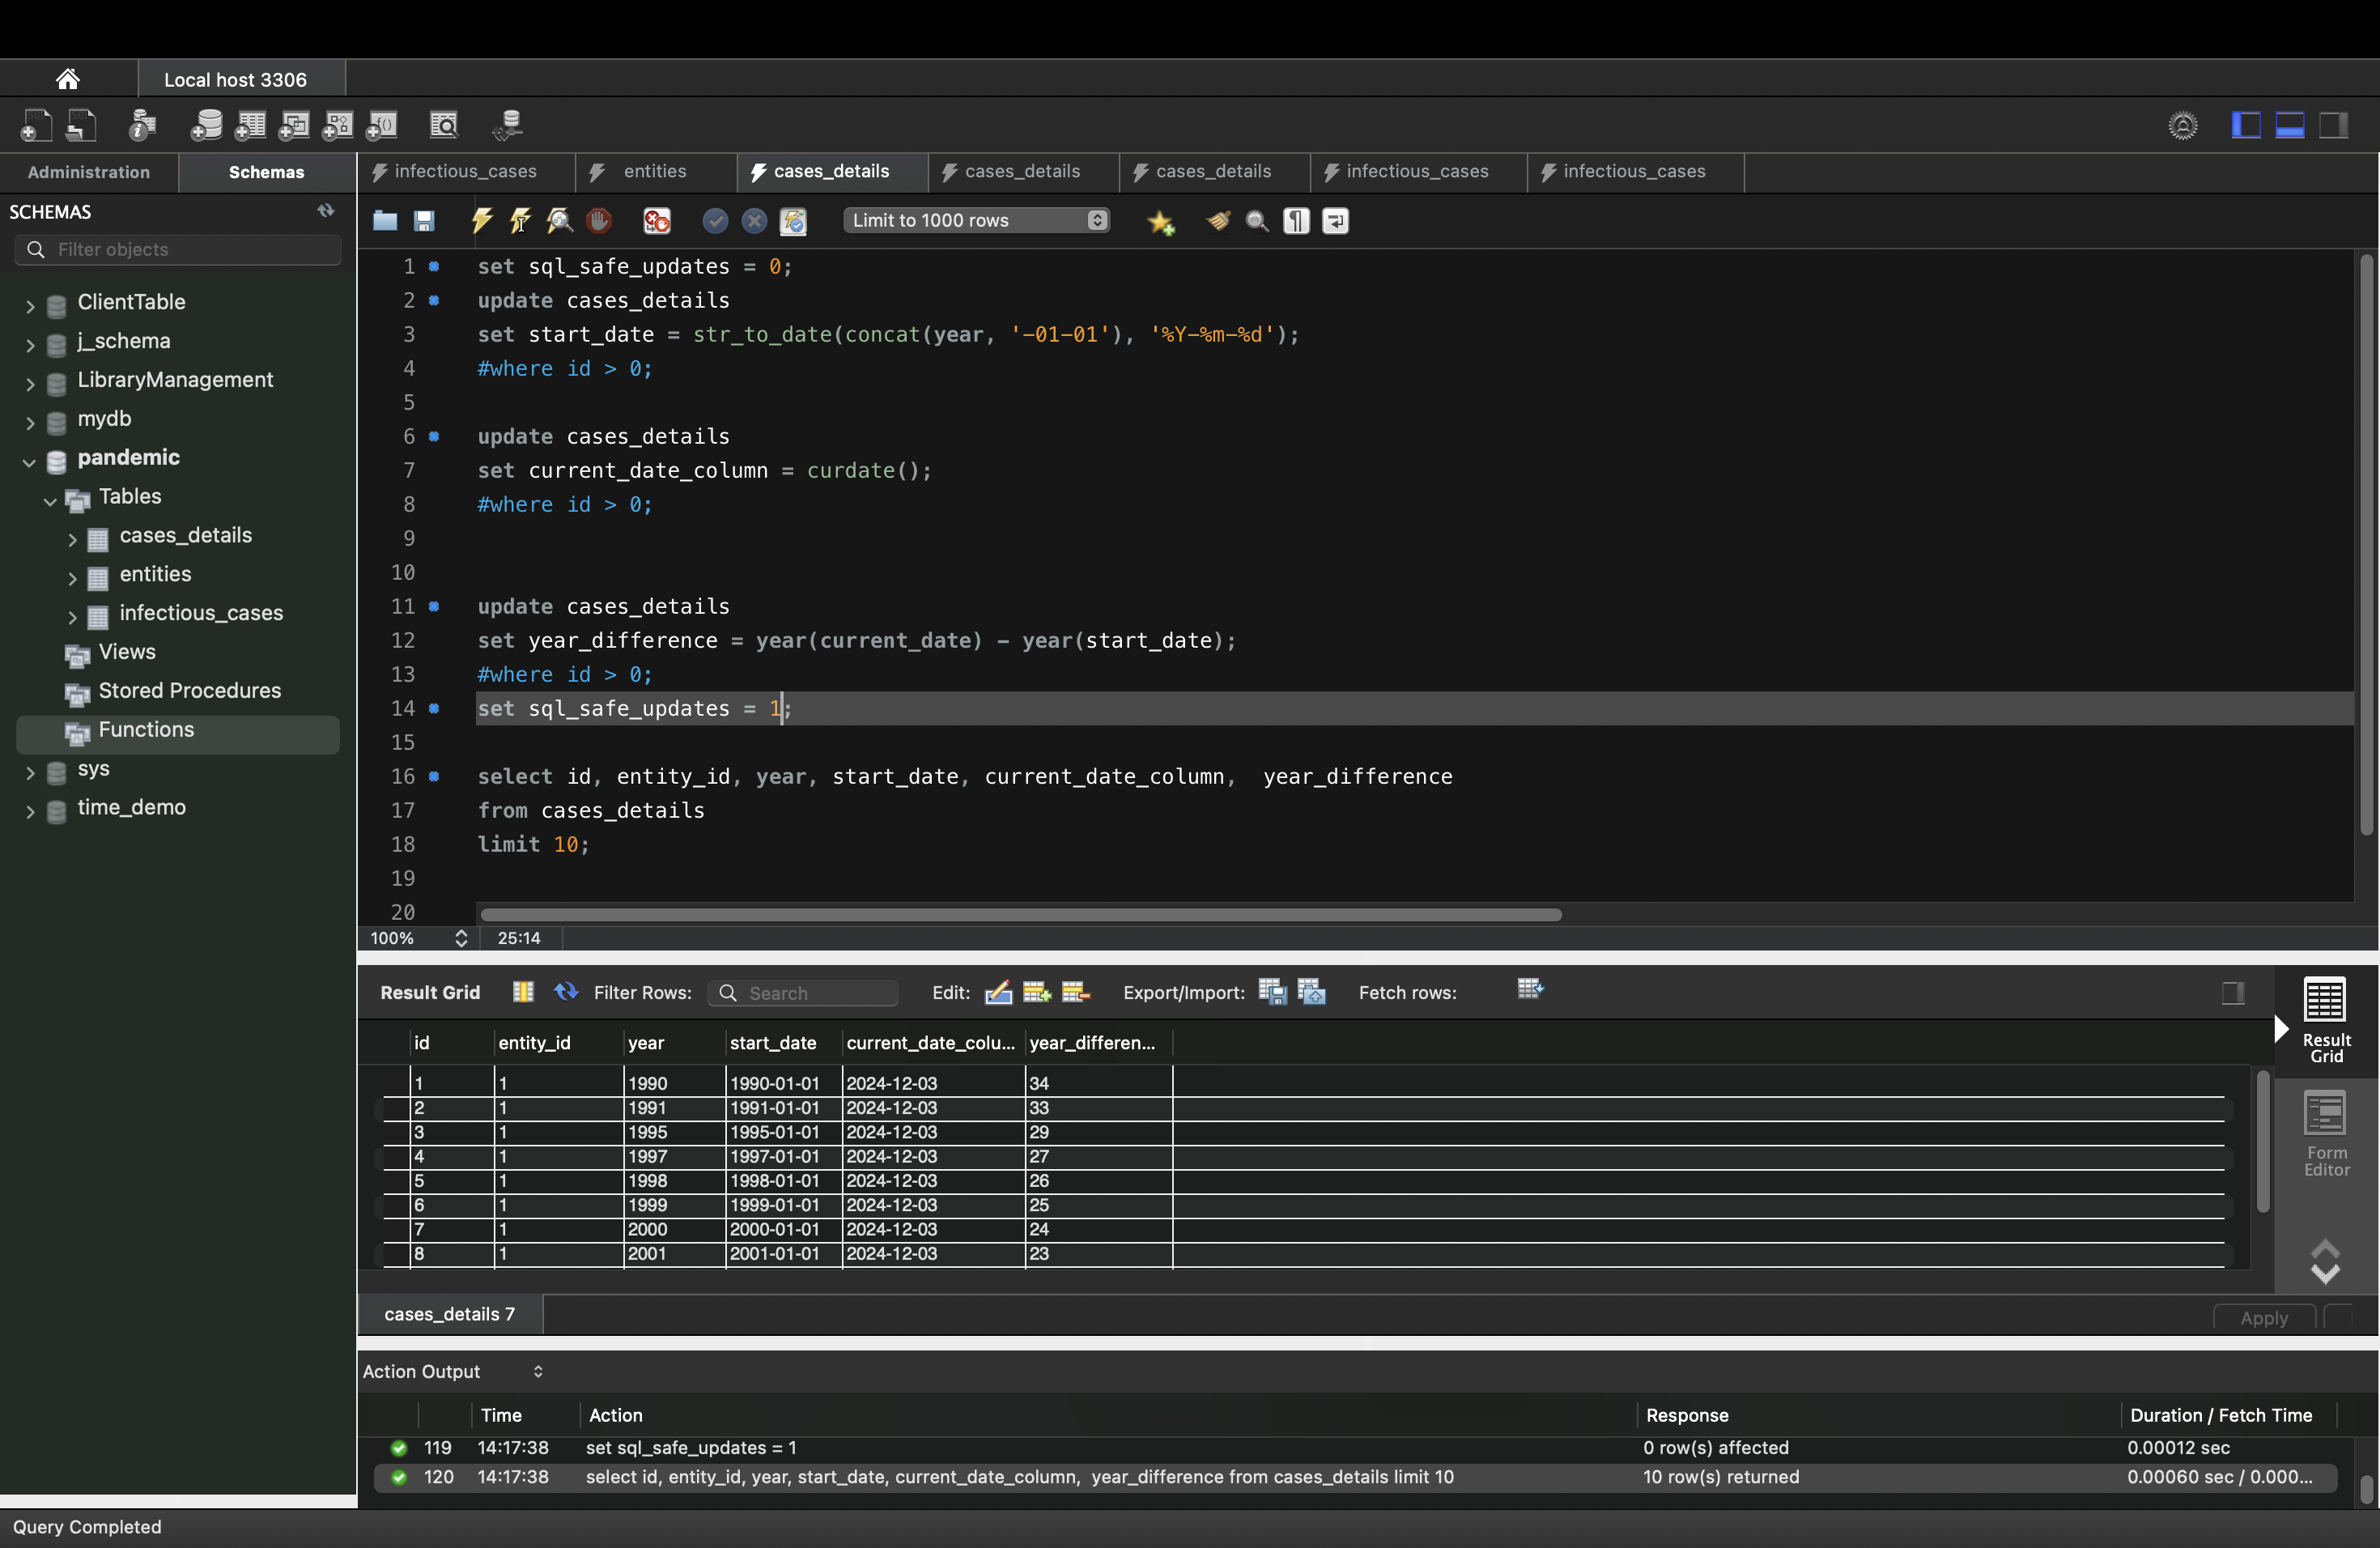 Local host 3306
Administration
Schemas
infectious_cases
entities
cases_details
cases_details
cases_details
infectious_cases
infectious_cases
SCHEMAS
Filter objects
Limit to 1000 rows
ClientTable
j_schema
LibraryManagement
mydb
pandemic
Tables
cases_details
entities
infectious_cases
Views
Stored Procedures
Functions
sys
time_demo
1 set sql_safe_updates = 0;
2 update cases_details
3 set start_date = str_to_date(concat(year, '-01-01'), '%Y-%m-%d');
4 #where id > 0;
5
6 update cases_details
7 set current_date_column = curdate();
8 #where id > 0;
9
10
11 update cases_details
12 set year_difference = year(current_date) - year(start_date);
13 #where id > 0;
14 set sql_safe_updates = 1;
15
16 select id, entity_id, year, start_date, current_date_column,  year_difference
17 from cases_details
18 limit 10;
19
20
100% 25:14
Result Grid Filter Rows: Search Edit: Export/Import: Fetch rows:
id entity_id year start_date current_date_colu... year_differen...
1 1 1990 1990-01-01 2024-12-03 34
2 1 1991 1991-01-01 2024-12-03 33
3 1 1995 1995-01-01 2024-12-03 29
4 1 1997 1997-01-01 2024-12-03 27
5 1 1998 1998-01-01 2024-12-03 26
6 1 1999 1999-01-01 2024-12-03 25
7 1 2000 2000-01-01 2024-12-03 24
8 1 2001 2001-01-01 2024-12-03 23
Result
Grid
Form
Editor
cases_details 7
Apply
Action Output
Time Action Response Duration / Fetch Time
119 14:17:38 set sql_safe_updates = 1 0 row(s) affected 0.00012 sec
120 14:17:38 select id, entity_id, year, start_date, current_date_column,  year_difference from cases_details limit 10 10 row(s) returned 0.00060 sec / 0.000...
Query Completed